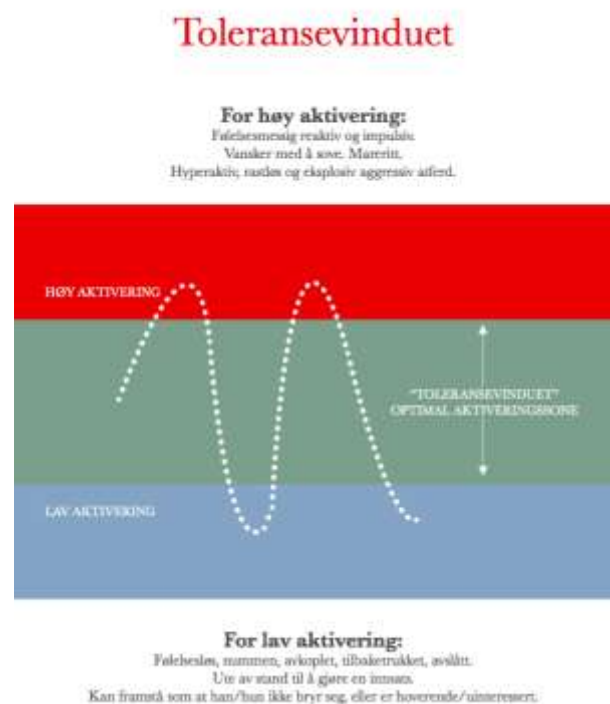 Toleransevinduet
For høy aktivering:
Følelsesmessig reaktiv og impulsiv.
Vansker med å sove. Mareritt.
Hyperaktiv, rastløs og eksplosiv aggressiv atferd.
HØY AKTIVERING
"TOLERANSEVINDUET"
OPTIMAL AKTIVERINGSSONE
LAV AKTIVERING
For lav aktivering:
Følelsesløs, nummen, avkoplet, tilbaketrukket, avslått.
Ute av stand til å gjøre en innsats.
Kan framstå som at han/hun ikke bryr seg, eller er hoverende/uinteressert.